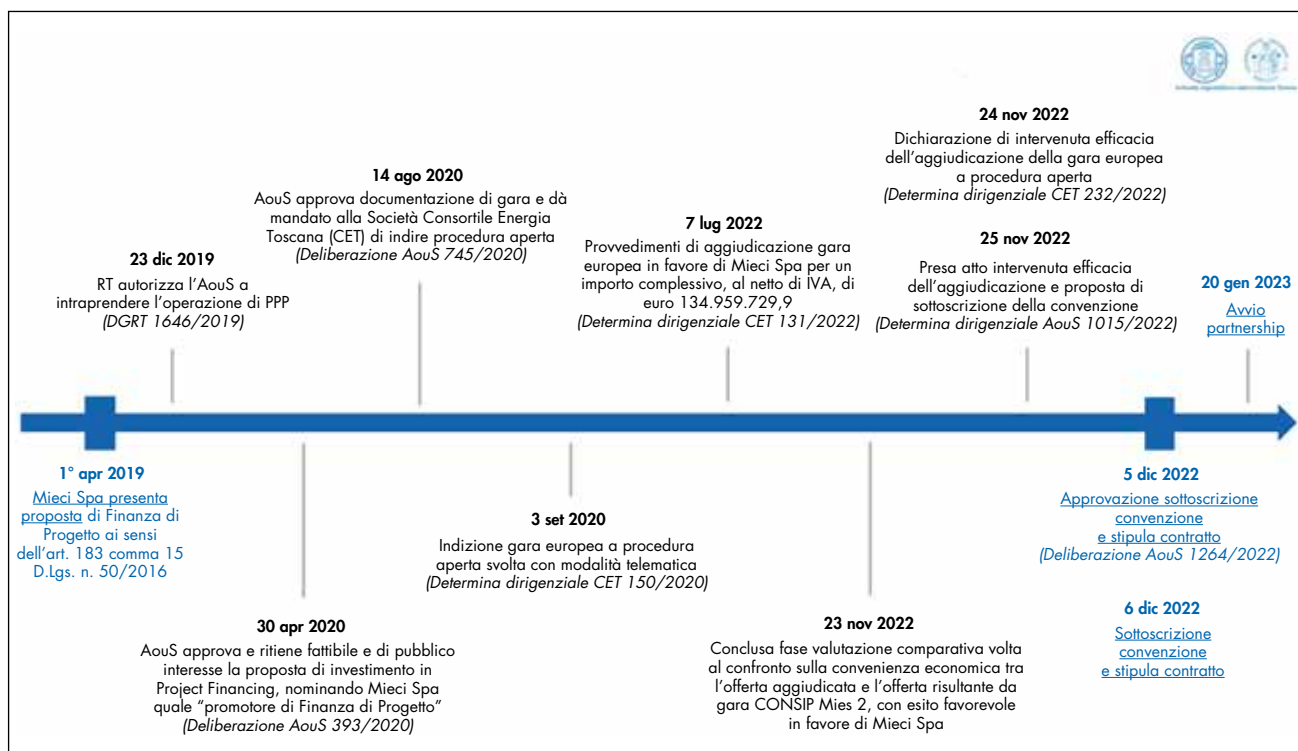 24 nov 2022
Dichiarazione di intervenuta efficacia
dell'aggiudicazione della gara europea
a procedura aperta
(Determina dirigenziale CET 232/2022)
14 ago 2020
AouS approva documentazione di gara e dà
mandato alla Società Consortile Energia
Toscana (CET) di indire procedura aperta
(Deliberazione AouS 745/2020)
7 lug 2022
Provvedimenti di aggiudicazione gara
europea in favore di Mieci Spa per un
importo complessivo, al netto di IVA, di
euro 134.959.729,9
(Determina dirigenziale CET 131/2022)
25 nov 2022
Presa atto intervenuta efficacia
dell'aggiudicazione e proposta di
sottoscrizione della convenzione
(Determina dirigenziale AouS 1015/2022)
23 dic 2019
RT autorizza l'AouS a
intraprendere l'operazione di PPP
(DGRT 1646/2019)
20 gen 2023
Avvio
partnership
1° apr 2019
Mieci Spa presenta
proposta di Finanza di
Progetto ai sensi
dell'art. 183 comma 15
D.Lgs. n. 50/2016
5 dic 2022
Approvazione sottoscrizione
convenzione
e stipula contratto
(Deliberazione AouS 1264/2022)
3 set 2020
Indizione gara europea a procedura
aperta svolta con modalità telematica
(Determina dirigenziale CET 150/2020)
30 apr 2020
AouS approva e ritiene fattibile e di pubblico
interesse la proposta di investimento in
Project Financing, nominando Mieci Spa
quale "promotore di Finanza di Progetto"
(Deliberazione AouS 393/2020)
23 nov 2022
Conclusa fase valutazione comparativa volta
al confronto sulla convenienza economica tra
l'offerta aggiudicata e l'offerta risultante da
gara CONSIP Mies 2, con esito favorevole
in favore di Mieci Spa
6 dic 2022
Sottoscrizione
convenzione
e stipula contratto